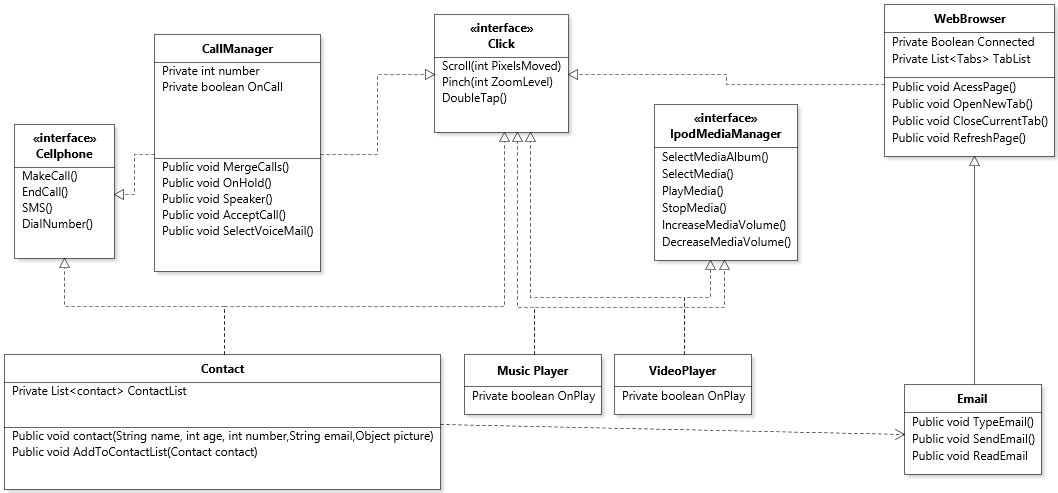 «interface»
Click
Scroll(int PixelsMoved)
Pinch(int ZoomLevel)
DoubleTap()
WebBrowser
Private Boolean Connected
Private List<Tabs> TabList
Public void AcessPage()
Public void OpenNewTab()
Public void CloseCurrentTab()
Public void RefreshPage()
CallManager
Private int number
Private boolean OnCall
Public void MergeCalls()
Public void OnHold()
Public void Speaker()
Public void AcceptCall()
Public void SelectVoiceMail()
«interface»
Cellphone
MakeCall()
EndCall()
SMS()
DialNumber()
«interface»
IpodMediaManager
SelectMediaAlbum()
SelectMedia()
PlayMedia()
StopMedia()
IncreaseMediaVolume()
DecreaseMediaVolume()
Contact
Private List<contact> ContactList
Public void contact(String name, int age, int number,String email,Object picture)
Public void AddToContactList(Contact contact)
Music Player
Private boolean OnPlay
VideoPlayer
Private boolean OnPlay
Email
Public void TypeEmail()
Public void SendEmail()
Public void ReadEmail